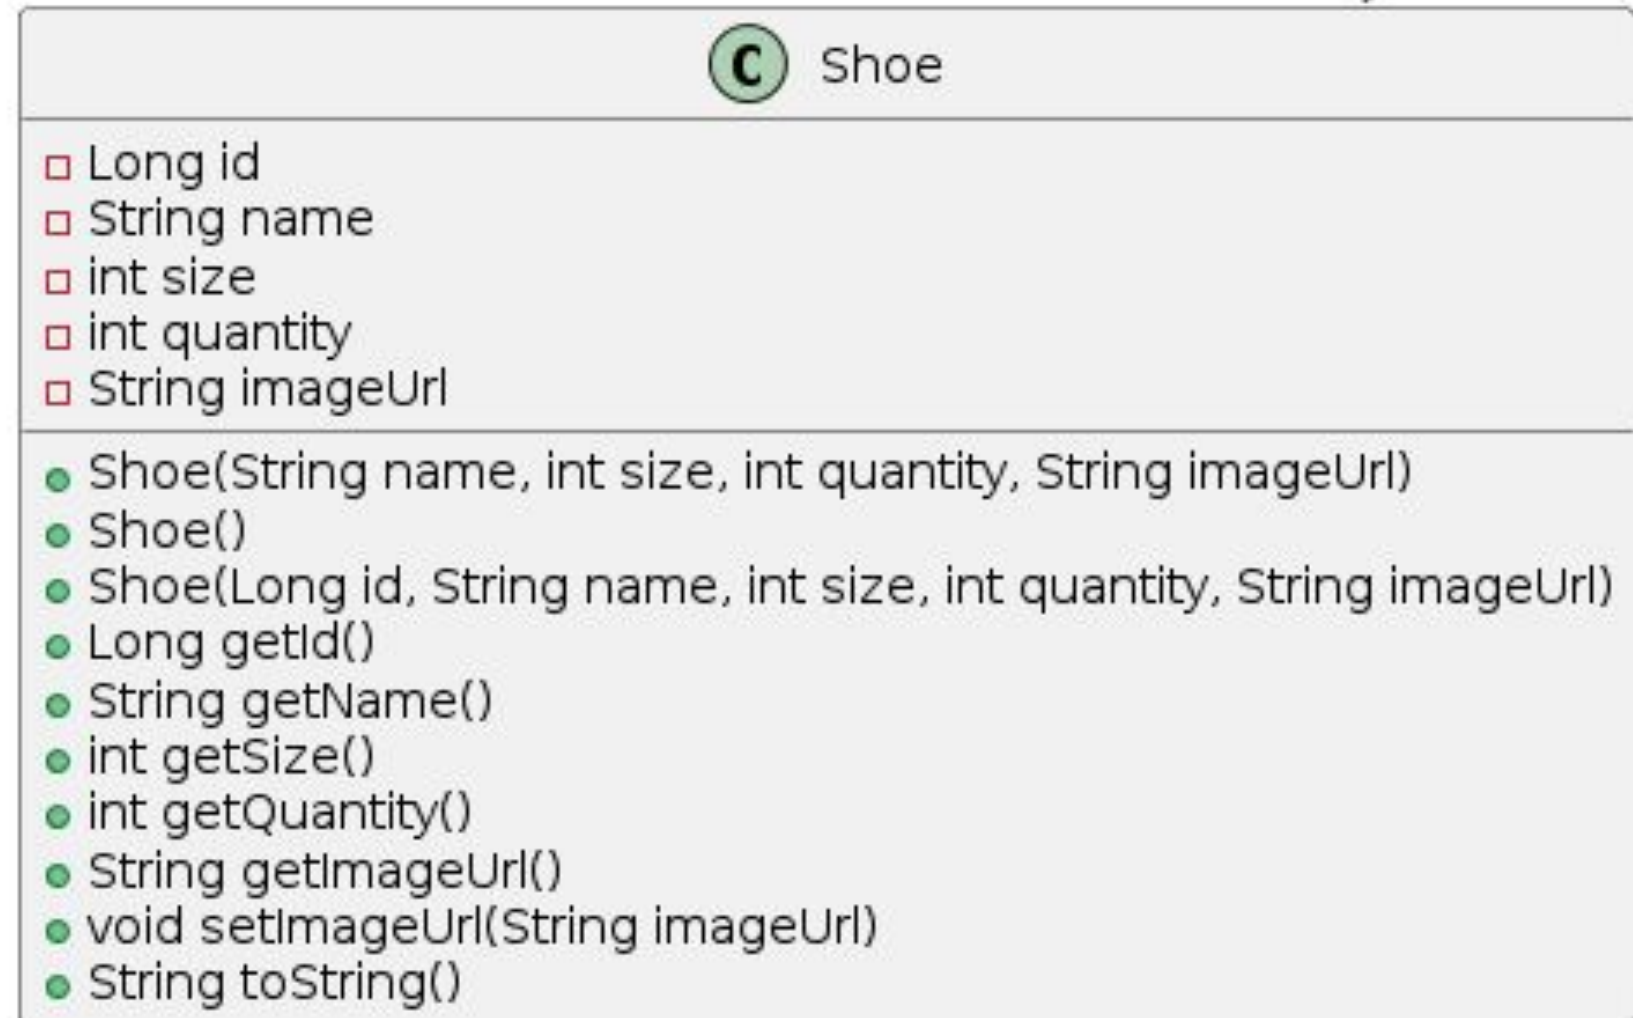 C Shoe
Long id
String name
int size
int quantity
String imageUrl
Shoe(String name, int size, int quantity, String imageUrl)
Shoe()
Shoe(Long id, String name, int size, int quantity, String imageUrl)
Long getId()
String getName()
int getSize()
int getQuantity()
String getImageUrl()
void setImageUrl(String imageUrl)
String toString()